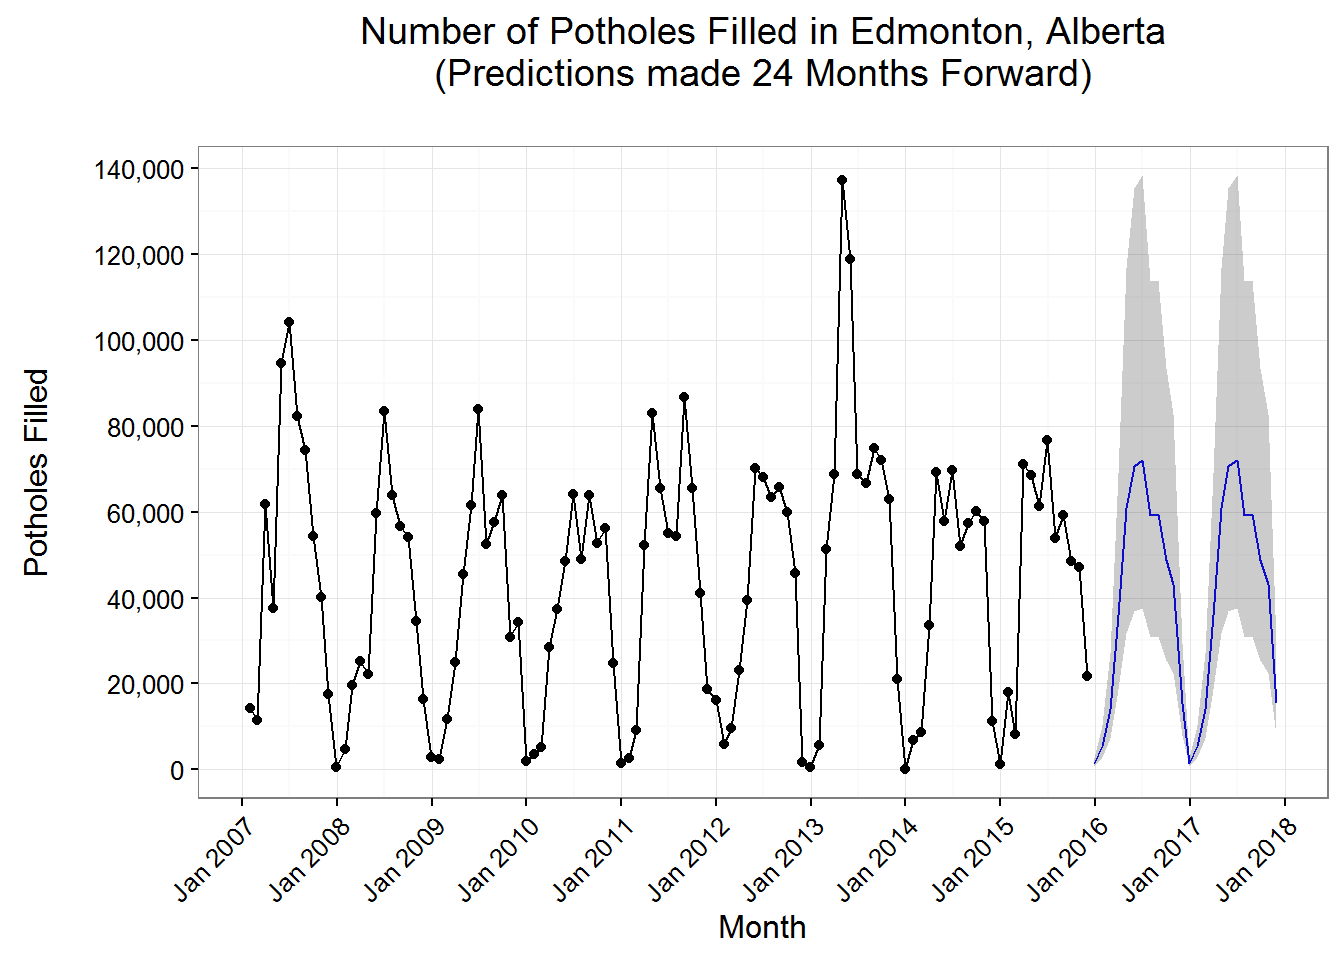 Number of Potholes Filled in Edmonton, Alberta
(Predictions made 24 Months Forward)
Potholes Filled
140,000
120,000
100,000
80,000
60,000
40,000
20,000
0
Jan 2007
Jan 2008
Jan 2009
Jan 2010
Jan 2011
Jan 2012
Jan 2013
Jan 2014
Jan 2015
Jan 2016
Jan 2017
Jan 2018
Month